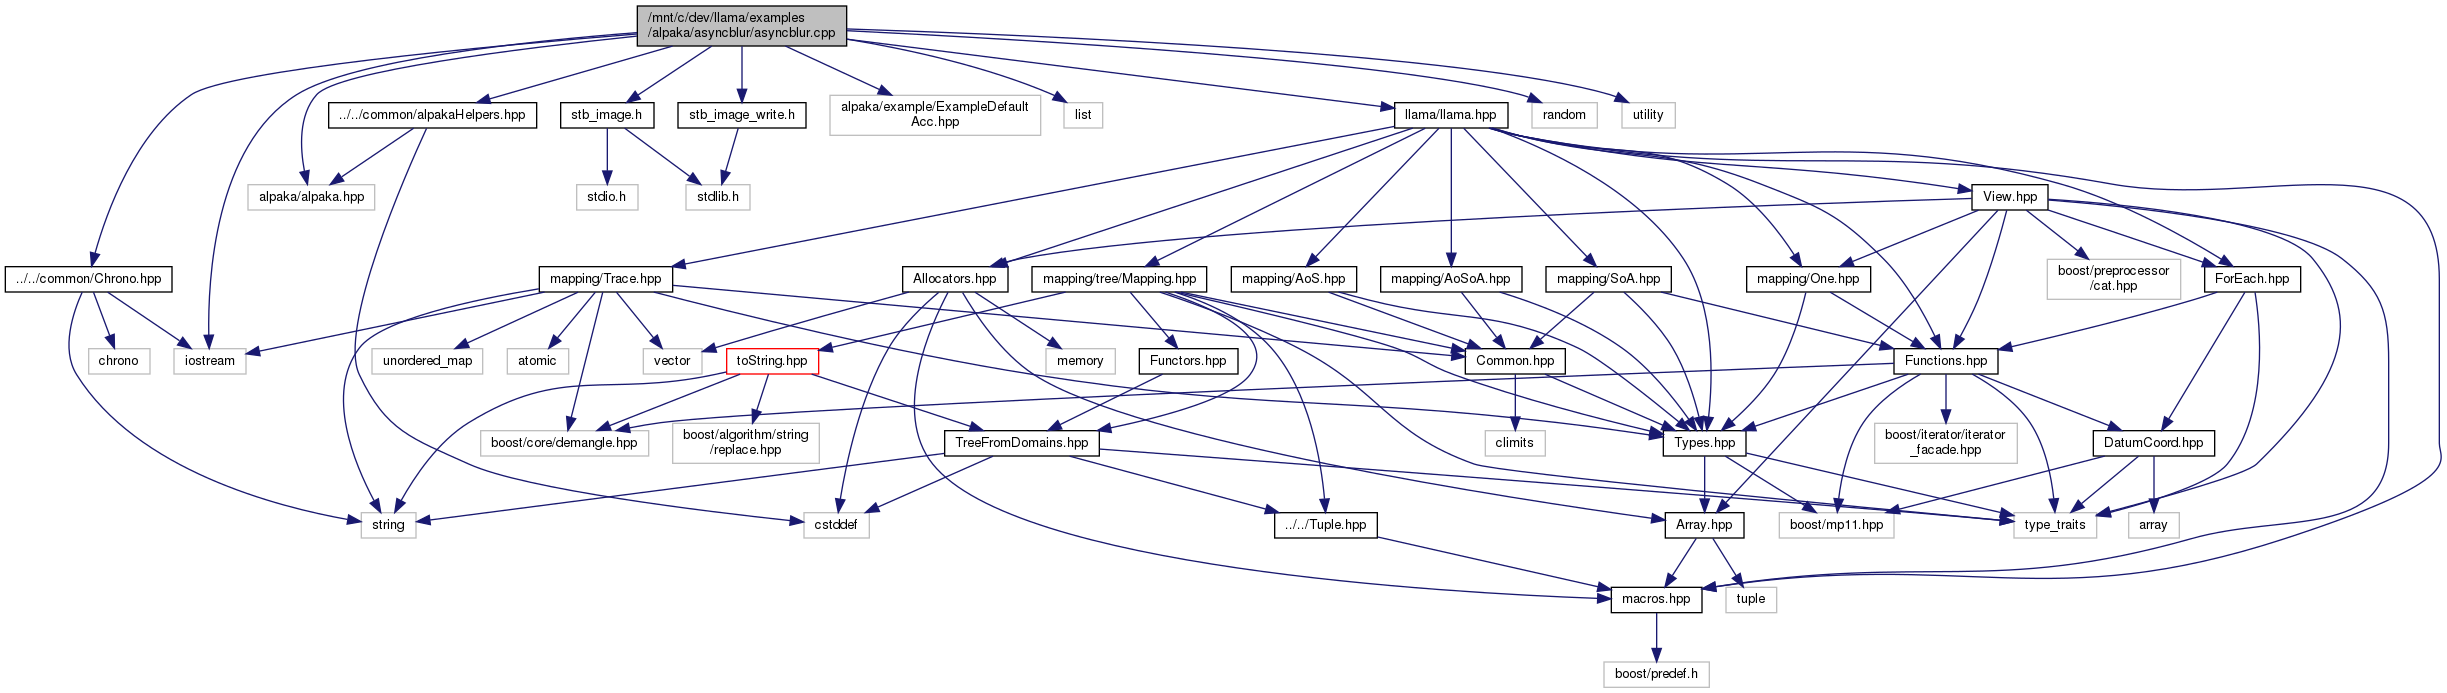 /mnt/c/dev/llama/examples
/alpaka/asyncblur/asyncblur.cpp
../../common/alpakaHelpers.hpp
stb_image.h
stb_image_write.h
alpaka/example/ExampleDefault
Acc.hpp
list
llama/llama.hpp
random
utility
alpaka/alpaka.hpp
stdio.h
stdlib.h
View.hpp
../../common/Chrono.hpp
mapping/Trace.hpp
Allocators.hpp
mapping/tree/Mapping.hpp
mapping/AoS.hpp
mapping/AoSoA.hpp
mapping/SoA.hpp
mapping/One.hpp
boost/preprocessor
/cat.hpp
ForEach.hpp
chrono
iostream
unordered_map
atomic
vector
toString.hpp
memory
Functors.hpp
Common.hpp
Functions.hpp
boost/core/demangle.hpp
boost/algorithm/string
/replace.hpp
TreeFromDomains.hpp
climits
Types.hpp
boost/iterator/iterator
_facade.hpp
DatumCoord.hpp
string
cstddef
../../Tuple.hpp
Array.hpp
boost/mp11.hpp
type_traits
array
macros.hpp
tuple
boost/predef.h